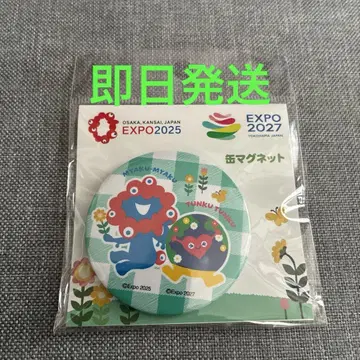 即日発送
OSAKA, KANSAI, JAPAN
EXPO2025
EXPO
2027
YOKOHAMA JAPAN
缶マグネット
MYAKU-MYAKU
TUNKU TUNKU
©Expo 2025
©Expo 2027